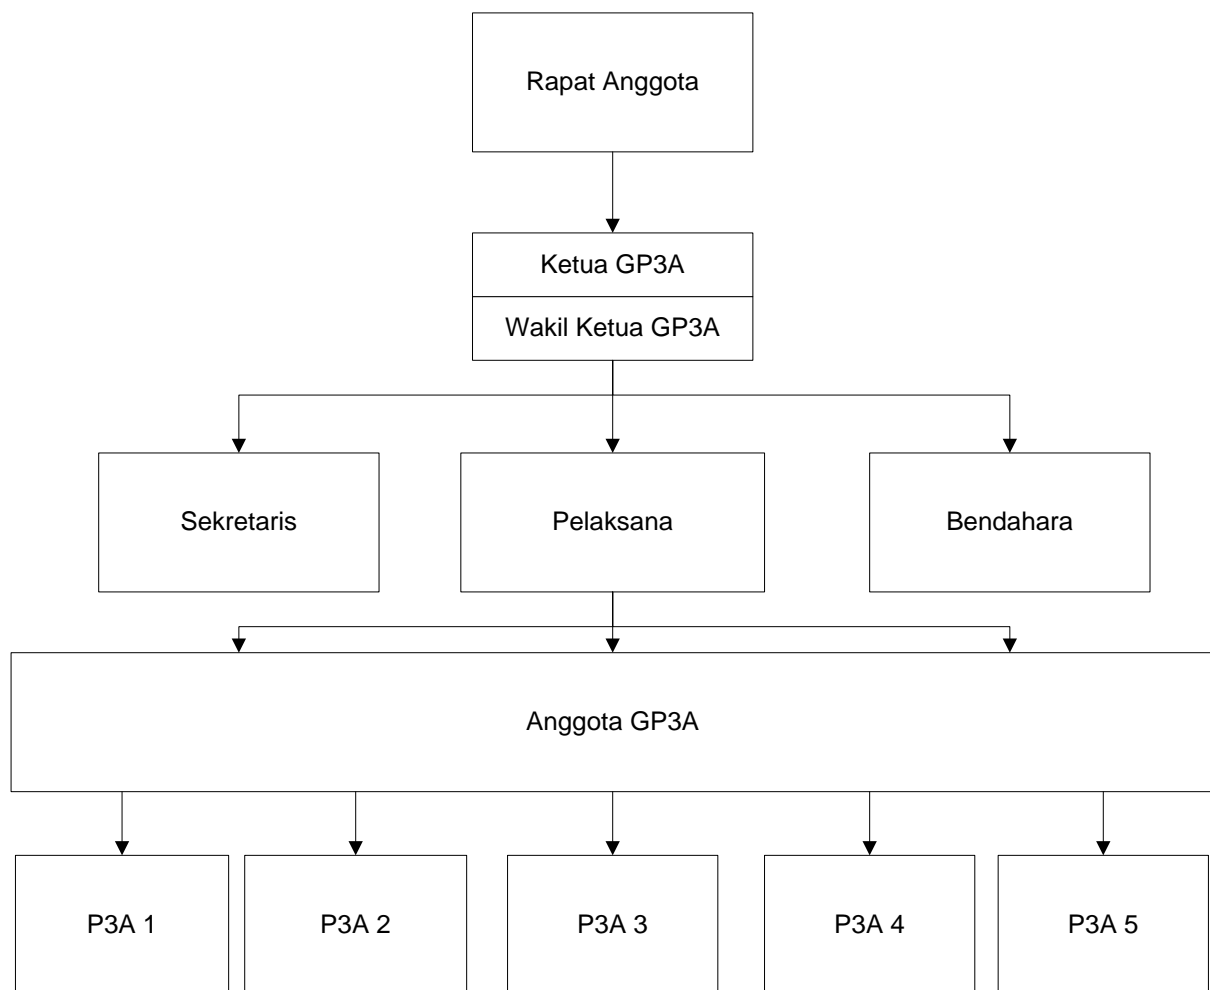 Rapat Anggota
Ketua GP3A
Wakil Ketua GP3A
Sekretaris
Pelaksana
Bendahara
Anggota GP3A
P3A 1
P3A 2
P3A 3
P3A 4
P3A 5